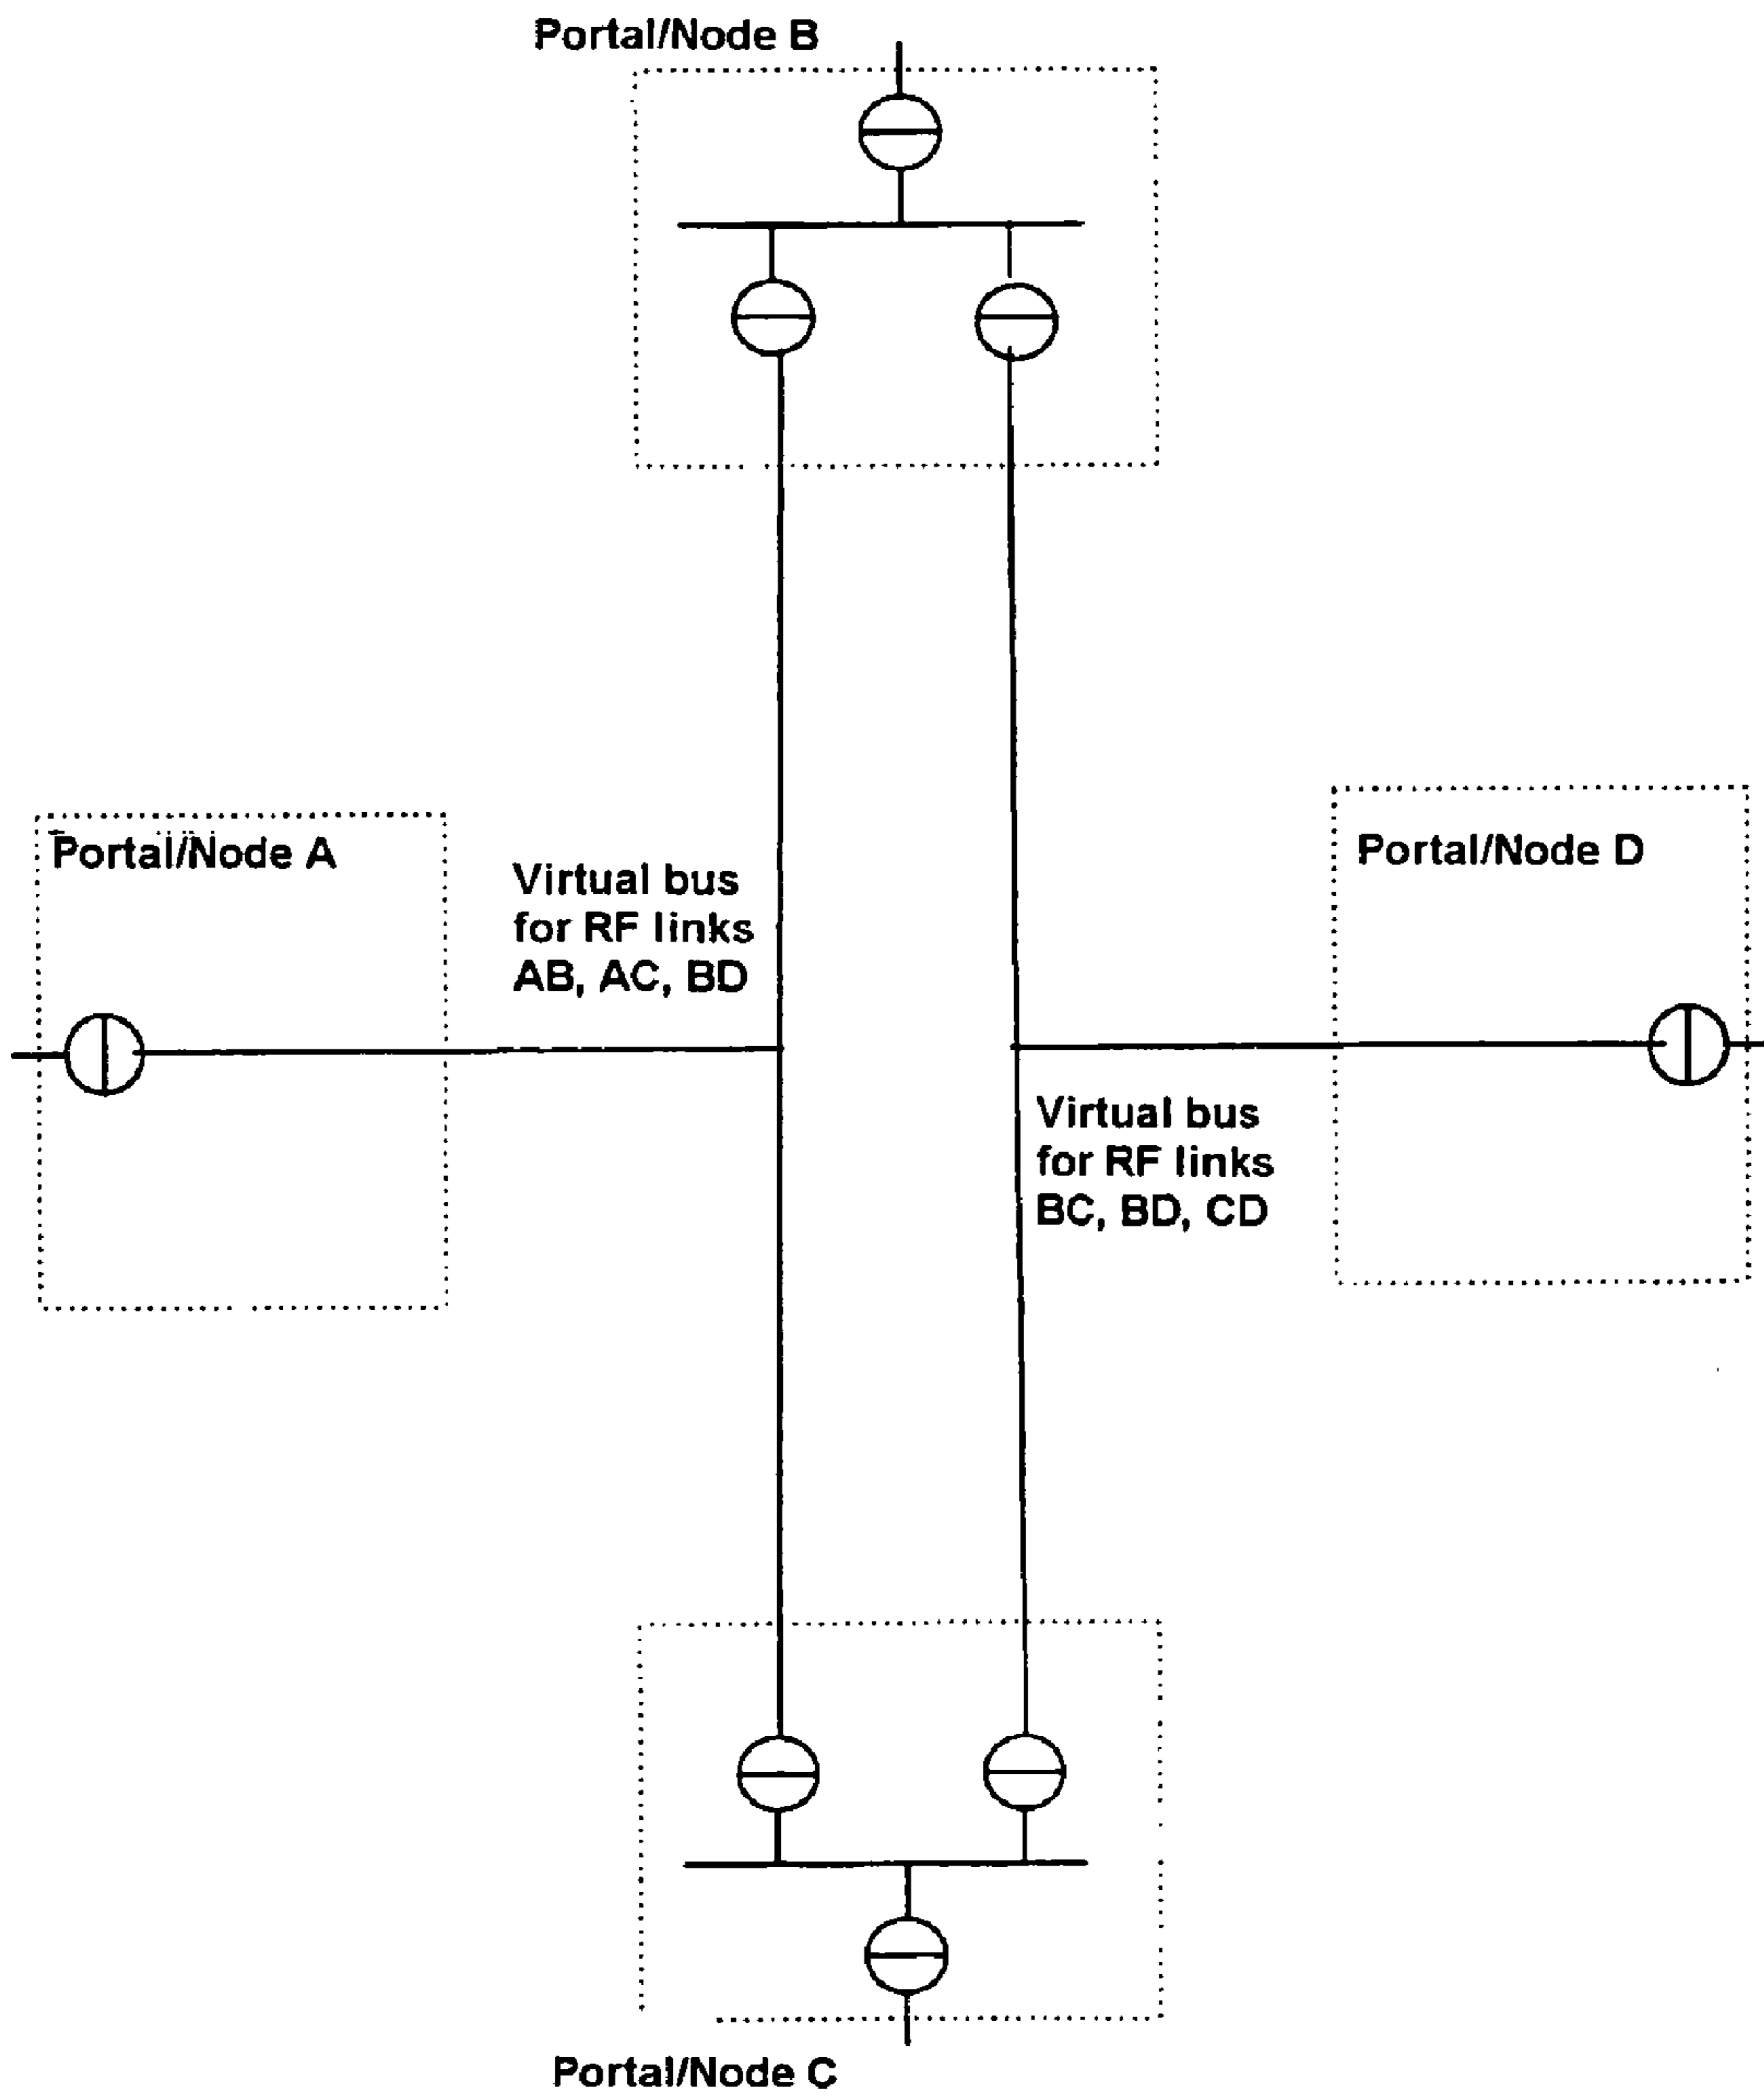 Portal/Node B
Portal/Node A
Virtual bus
for RF links
AB, AC, BD
Portal/Node D
Virtual bus
for RF links
BC, BD, CD
Portal/Node C